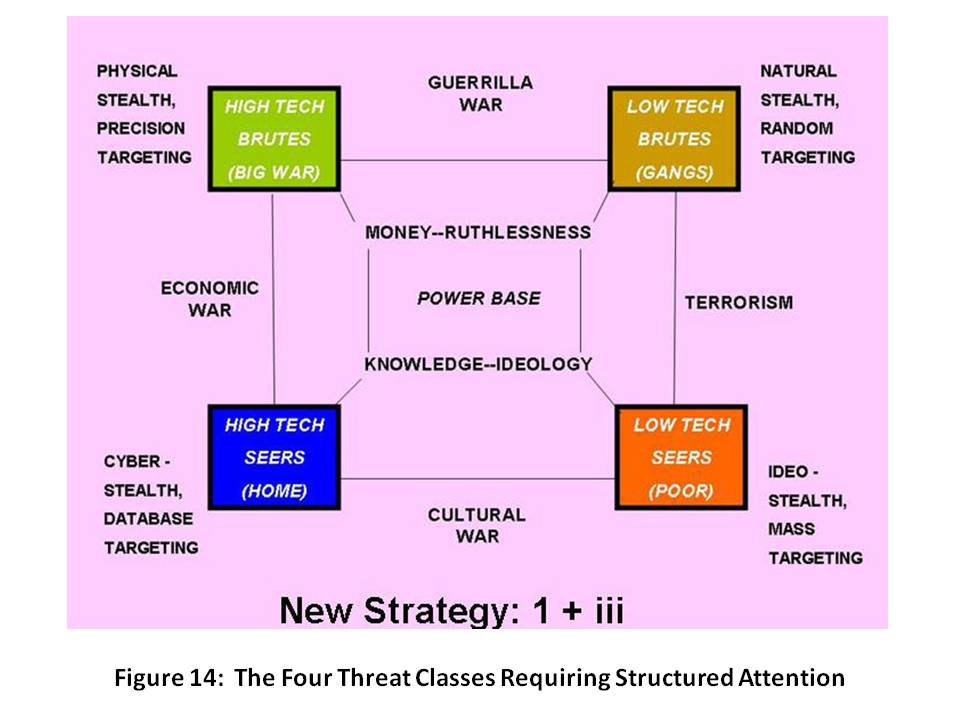 PHYSICAL
STEALTH,
PRECISION
TARGETING
HIGH TECH
BRUTES
(BIG WAR)
GUERRILLA
WAR
LOW TECH
BRUTES
(GANGS)
NATURAL
STEALTH,
RANDOM
TARGETING
MONEY--RUTHLESSNESS
ECONOMIC
WAR
POWER BASE
TERRORISM
KNOWLEDGE--IDEOLOGY
CYBER -
STEALTH,
DATABASE
TARGETING
HIGH TECH
SEERS
(HOME)
CULTURAL
WAR
LOW TECH
SEERS
(POOR)
IDEO -
STEALTH,
MASS
TARGETING
New Strategy: 1 + iii
Figure 14:  The Four Threat Classes Requiring Structured Attention